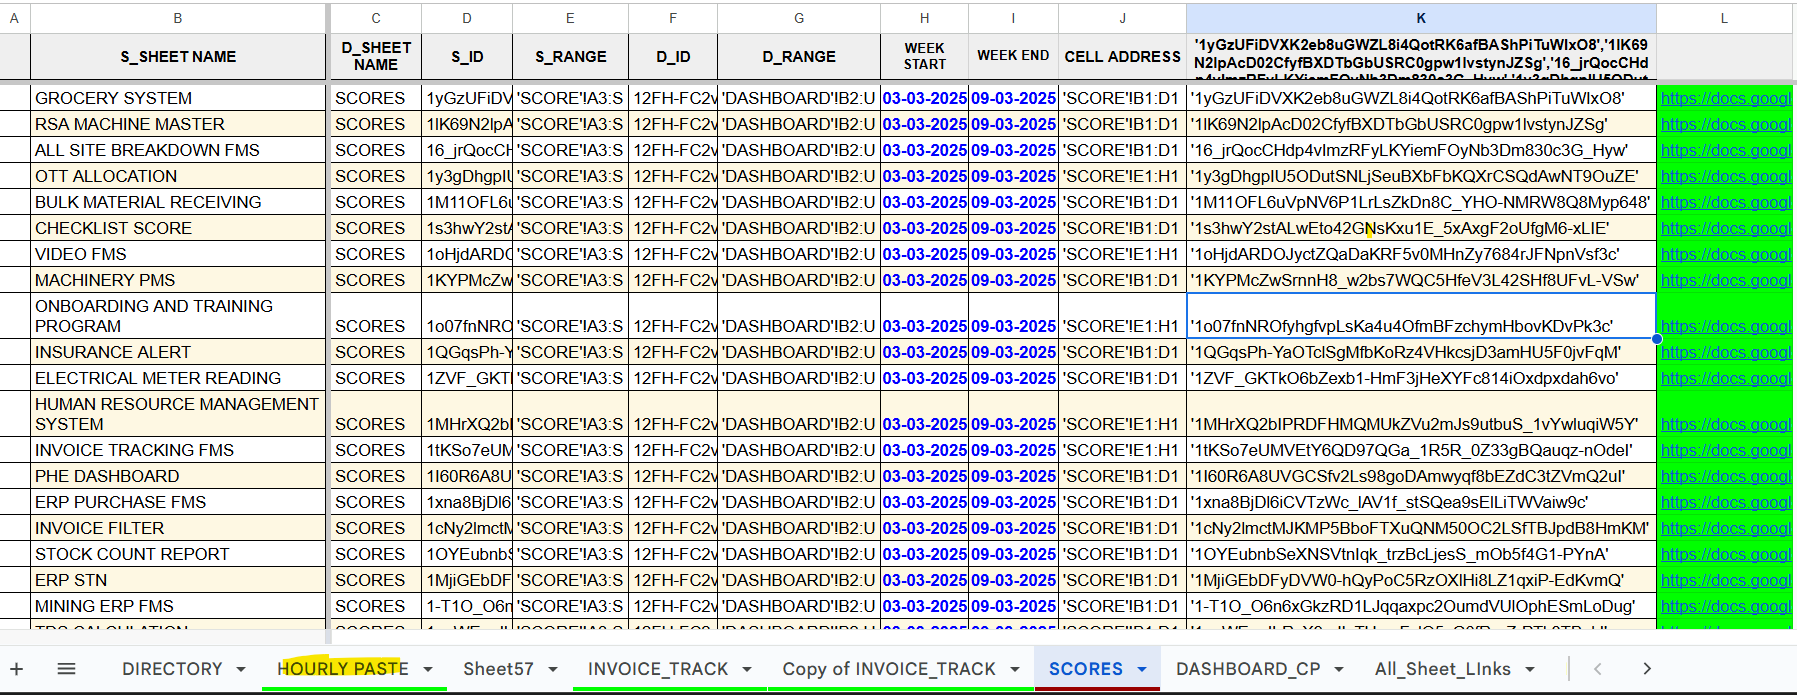 A B C D E F G H I J K L
S_SHEET NAME D_SHEET NAME S_ID S_RANGE D_ID D_RANGE WEEK START WEEK END CELL ADDRESS '1yGzUFiDVXK2eb8uGWZL8i4QotRK6afBAShPiTuWIxO8','1lK69
N2lpAcD02CfyfBXDTbGbUSRC0gpw1lvstynJZSg','16_jrQocCHd
GROCERY SYSTEM SCORES 1yGzUFiDV 'SCORE'!A3:S 12FH-FC2v 'DASHBOARD'!B2:U 03-03-2025 09-03-2025 'SCORE'!B1:D1 '1yGzUFiDVXK2eb8uGWZL8i4QotRK6afBAShPiTuWIxO8' https://docs.googl
RSA MACHINE MASTER SCORES 1lK69N2lpA 'SCORE'!A3:S 12FH-FC2v 'DASHBOARD'!B2:U 03-03-2025 09-03-2025 'SCORE'!B1:D1 '1lK69N2lpAcD02CfyfBXDTbGbUSRC0gpw1lvstynJZSg' https://docs.googl
ALL SITE BREAKDOWN FMS SCORES 16_jrQocCH 'SCORE'!A3:S 12FH-FC2v 'DASHBOARD'!B2:U 03-03-2025 09-03-2025 'SCORE'!B1:D1 '16_jrQocCHdp4vlmzRFyLKYiemFOyNb3Dm830c3G_Hyw' https://docs.googl
OTT ALLOCATION SCORES 1y3gDhgpIU 'SCORE'!A3:S 12FH-FC2v 'DASHBOARD'!B2:U 03-03-2025 09-03-2025 'SCORE'!E1:H1 '1y3gDhgpIU5ODutSNLjSeuBXbFbKQXrCSQdAwNT9OuZE' https://docs.googl
BULK MATERIAL RECEIVING SCORES 1M11OFL6u 'SCORE'!A3:S 12FH-FC2v 'DASHBOARD'!B2:U 03-03-2025 09-03-2025 'SCORE'!B1:D1 '1M11OFL6uVpNV6P1LrLsZkDn8C_YHO-NMRW8Q8Myp648' https://docs.googl
CHECKLIST SCORE SCORES 1s3hwY2stA 'SCORE'!A3:S 12FH-FC2v 'DASHBOARD'!B2:U 03-03-2025 09-03-2025 'SCORE'!B1:D1 '1s3hwY2stALwEto42GNsKxu1E_5xAxgF2oUfgM6-xLIE' https://docs.googl
VIDEO FMS SCORES 1oHjdARDO 'SCORE'!A3:S 12FH-FC2v 'DASHBOARD'!B2:U 03-03-2025 09-03-2025 'SCORE'!E1:H1 '1oHjdARDOJyctZQaDaKRF5v0MHnZy7684rJFNpnVsf3c' https://docs.googl
MACHINERY PMS SCORES 1KYPMcZw 'SCORE'!A3:S 12FH-FC2v 'DASHBOARD'!B2:U 03-03-2025 09-03-2025 'SCORE'!B1:D1 '1KYPMcZwSrnnH8_w2bs7WQC5HfeV3L42SHf8UFvL-VSw' https://docs.googl
ONBOARDING AND TRAINING
PROGRAM SCORES 1o07fnNRO 'SCORE'!A3:S 12FH-FC2v 'DASHBOARD'!B2:U 03-03-2025 09-03-2025 'SCORE'!E1:H1 '1o07fnNROfyhgfvpLsKa4u4OfmBFzchymHbovKDvPk3c' https://docs.googl
INSURANCE ALERT SCORES 1QGqsPh-Y 'SCORE'!A3:S 12FH-FC2v 'DASHBOARD'!B2:U 03-03-2025 09-03-2025 'SCORE'!B1:D1 '1QGqsPh-YaOTclSgMfbKoRz4VHkcsjD3amHU5F0jvFqM' https://docs.googl
ELECTRICAL METER READING SCORES 1ZVF_GKTl 'SCORE'!A3:S 12FH-FC2v 'DASHBOARD'!B2:U 03-03-2025 09-03-2025 'SCORE'!B1:D1 '1ZVF_GKTkO6bZexb1-HmF3jHeXYFc814iOxdpxdah6vo' https://docs.googl
HUMAN RESOURCE MANAGEMENT
SYSTEM SCORES 1MHrXQ2bl 'SCORE'!A3:S 12FH-FC2v 'DASHBOARD'!B2:U 03-03-2025 09-03-2025 'SCORE'!E1:H1 '1MHrXQ2bIPRDFHMQMUkZVu2mJs9utbuS_1vYwluqiW5Y' https://docs.googl
INVOICE TRACKING FMS SCORES 1tKSo7eUM 'SCORE'!A3:S 12FH-FC2v 'DASHBOARD'!B2:U 03-03-2025 09-03-2025 'SCORE'!E1:H1 '1tKSo7eUMVEtY6QD97QGa_1R5R_0Z33gBQauqz-nOdeI' https://docs.googl
PHE DASHBOARD SCORES 1I60R6A8U 'SCORE'!A3:S 12FH-FC2v 'DASHBOARD'!B2:U 03-03-2025 09-03-2025 'SCORE'!B1:D1 '1I60R6A8UVGCSfv2Ls98goDAmwyqf8bEZdC3tZVmQ2uI' https://docs.googl
ERP PURCHASE FMS SCORES 1xna8BjDl6 'SCORE'!A3:S 12FH-FC2v 'DASHBOARD'!B2:U 03-03-2025 09-03-2025 'SCORE'!B1:D1 '1xna8BjDl6iCVTzWc_lAV1f_stSQea9sElLiTWVaiw9c' https://docs.googl
INVOICE FILTER SCORES 1cNy2lmctM 'SCORE'!A3:S 12FH-FC2v 'DASHBOARD'!B2:U 03-03-2025 09-03-2025 'SCORE'!B1:D1 '1cNy2lmctMJKMP5BboFTXuQNM50OC2LSfTBJpdB8HmKM' https://docs.googl
STOCK COUNT REPORT SCORES 1OYEubnbS 'SCORE'!A3:S 12FH-FC2v 'DASHBOARD'!B2:U 03-03-2025 09-03-2025 'SCORE'!B1:D1 '1OYEubnbSeXNSVtnIqk_trzBcLjesS_mOb5f4G1-PYnA' https://docs.googl
ERP STN SCORES 1MjiGEbDF 'SCORE'!A3:S 12FH-FC2v 'DASHBOARD'!B2:U 03-03-2025 09-03-2025 'SCORE'!B1:D1 '1MjiGEbDFyDVW0-hQyPoC5RzOXlHi8LZ1qxiP-EdKvmQ' https://docs.googl
MINING ERP FMS SCORES 1-T1O_O6n 'SCORE'!A3:S 12FH-FC2v 'DASHBOARD'!B2:U 03-03-2025 09-03-2025 'SCORE'!B1:D1 '1-T1O_O6n6xGkzRD1LJqqaxpc2OumdVUlOphESmLoDug' https://docs.googl
DIRECTORY HOURLY PASTE Sheet57 INVOICE_TRACK Copy of INVOICE_TRACK SCORES DASHBOARD_CP All_Sheet_LInks